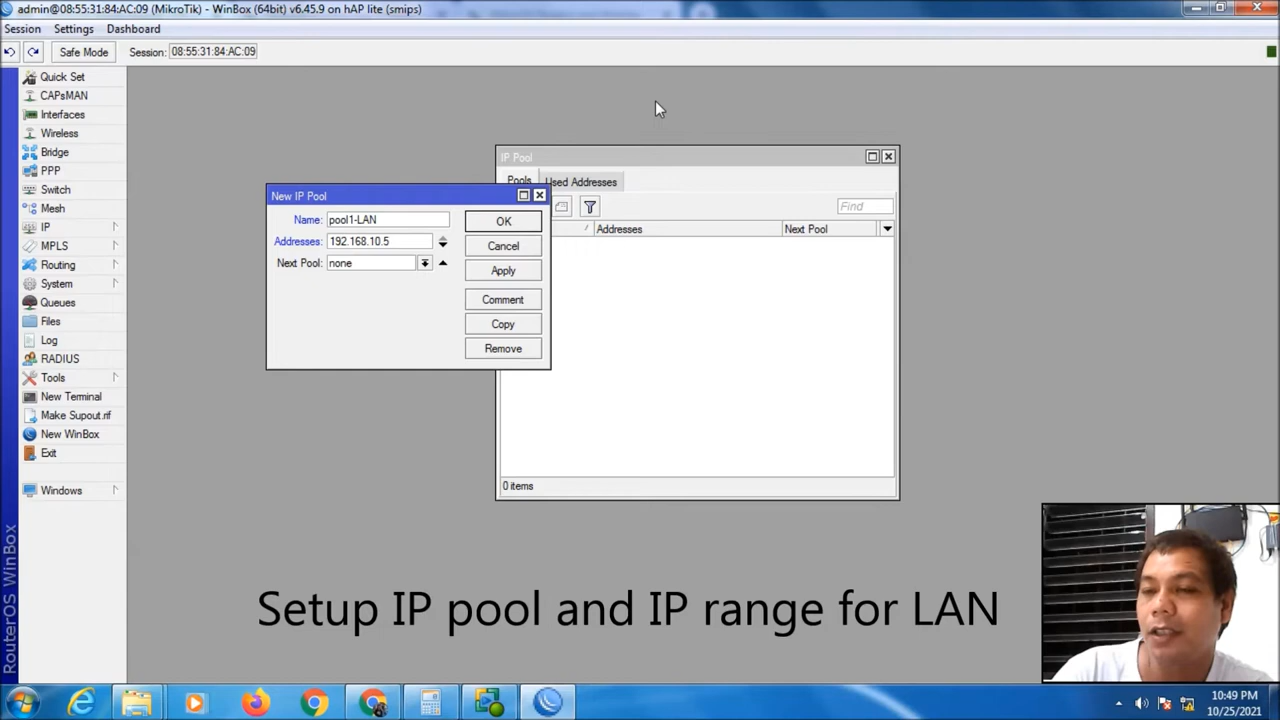 admin@08:55:31:84:AC:09 (MikroTik) - WinBox (64bit) v6.45.9 on hAP lite (smips)
Session Settings Dashboard
Safe Mode Session: 08:55:31:84:AC:09
Quick Set
CAPsMAN
Interfaces
Wireless
Bridge
PPP
Switch
Mesh
IP
MPLS
Routing
System
Queues
Files
Log
RADIUS
Tools
New Terminal
Make Supout.rif
New WinBox
Exit
Windows
RouterOS WinBox
IP Pool
Pools Used Addresses
Find
Addresses Next Pool
0 items
New IP Pool
Name: pool1-LAN
Addresses: 192.168.10.5
Next Pool: none
OK
Cancel
Apply
Comment
Copy
Remove
Setup IP pool and IP range for LAN
10:49 PM
10/25/2021